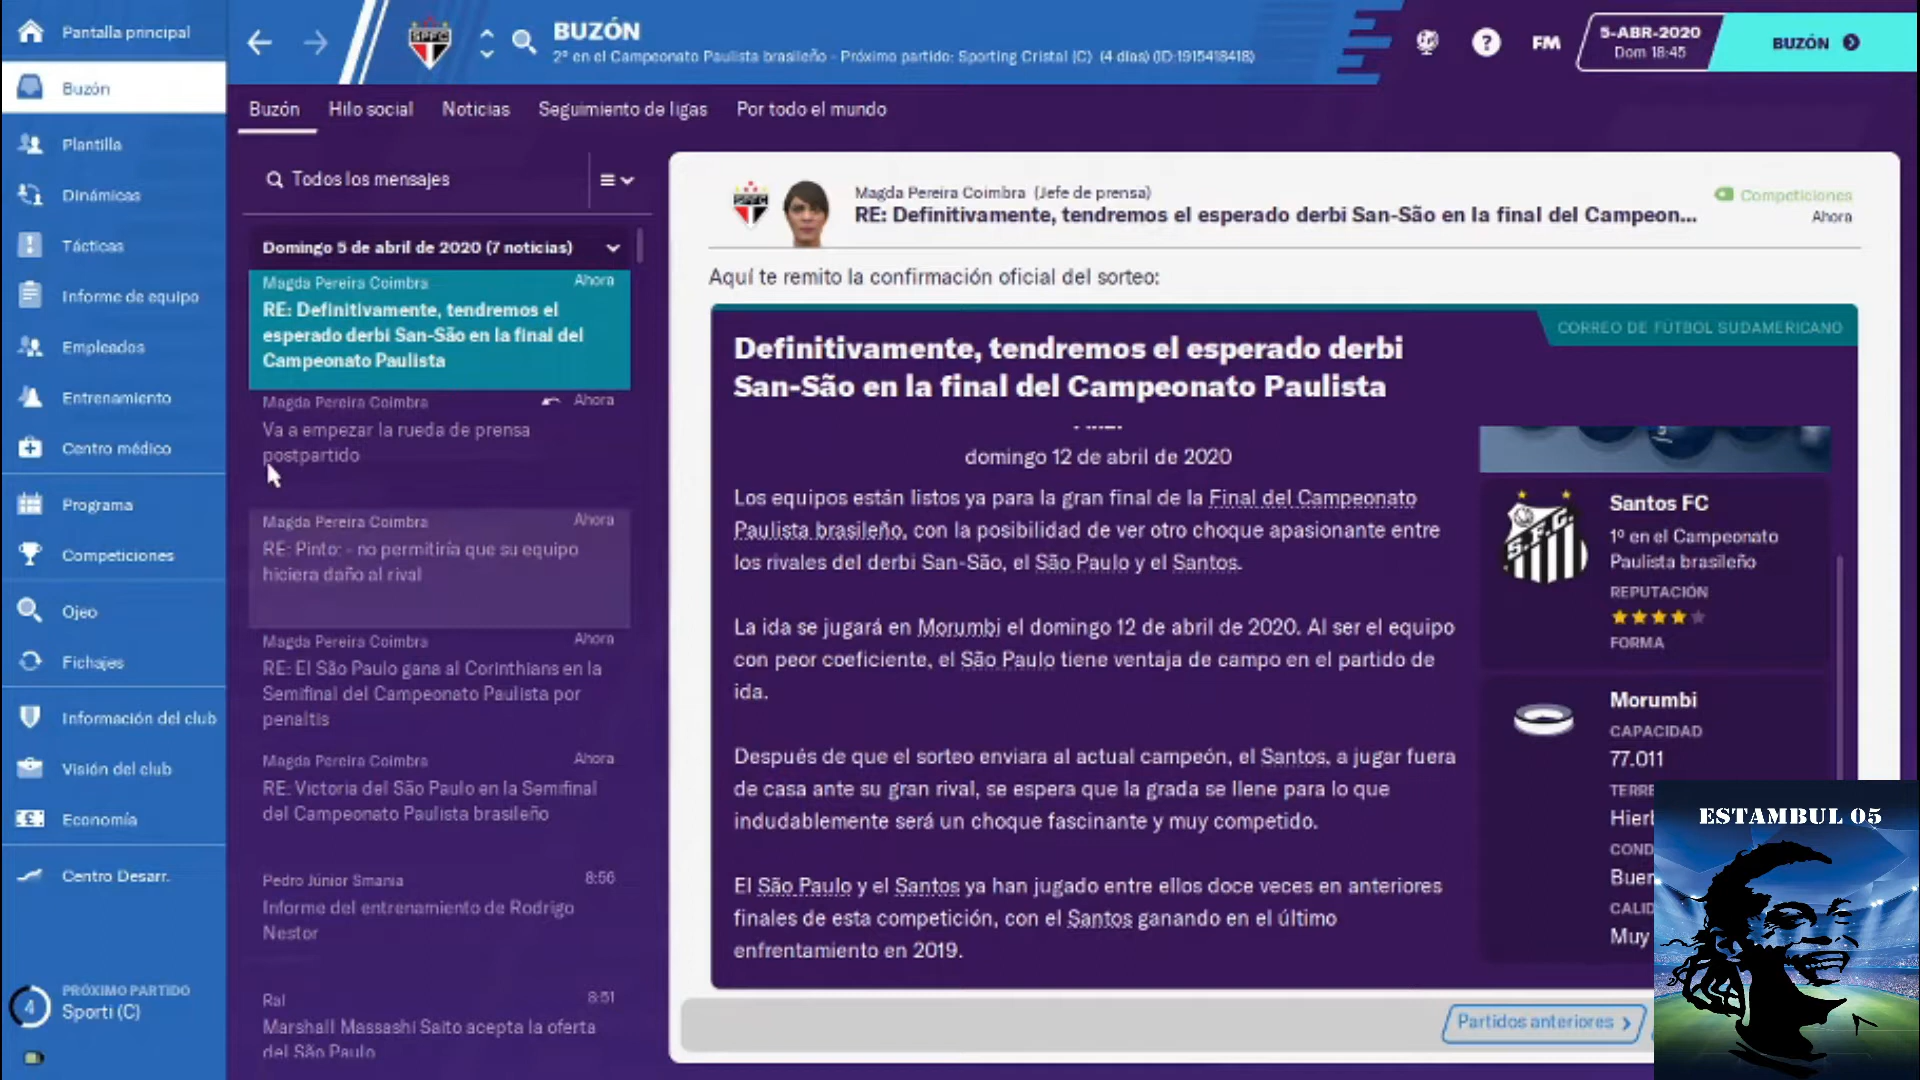 Pantalla principal
Buzón
Plantilla
Dinámicas
Tácticas
Informe de equipo
Empleados
Entrenamiento
Centro médico
Programa
Competiciones
Ojeo
Fichajes
Información del club
Visión del club
Economía
Centro Desarr.
PRÓXIMO PARTIDO
4
Sporti (C)
SPFC
BUZÓN
2º en el Campeonato Paulista brasileño - Próximo partido: Sporting Cristal (C) (4 días) (ID:1915418418)
?
FM
5-ABR-2020
Dom 18:45
BUZÓN
Buzón
Hilo social
Noticias
Seguimiento de ligas
Por todo el mundo
Todos los mensajes
Domingo 5 de abril de 2020 (7 noticias)
Magda Pereira Coimbra
Ahora
RE: Definitivamente, tendremos el
esperado derbi San-São en la final del
Campeonato Paulista
Magda Pereira Coimbra
Ahora
Va a empezar la rueda de prensa
postpartido
Magda Pereira Coimbra
Ahora
RE: Pinto: - no permitiría que su equipo
hiciera daño al rival
Magda Pereira Coimbra
Ahora
RE: El São Paulo gana al Corinthians en la
Semifinal del Campeonato Paulista por
penaltis
Magda Pereira Coimbra
Ahora
RE: Victoria del São Paulo en la Semifinal
del Campeonato Paulista brasileño
Pedro Júnior Smania
8:56
Informe del entrenamiento de Rodrigo
Nestor
Raí
8:51
Marshall Massashi Saito acepta la oferta
del São Paulo
SPFC
Magda Pereira Coimbra (Jefe de prensa)
RE: Definitivamente, tendremos el esperado derbi San-São en la final del Campeon...
Competiciones
Ahora
Aquí te remito la confirmación oficial del sorteo:
CORREO DE FÚTBOL SUDAMERICANO
Definitivamente, tendremos el esperado derbi
San-São en la final del Campeonato Paulista
domingo 12 de abril de 2020
Los equipos están listos ya para la gran final de la Final del Campeonato
Paulista brasileño, con la posibilidad de ver otro choque apasionante entre
los rivales del derbi San-São, el São Paulo y el Santos.
La ida se jugará en Morumbi el domingo 12 de abril de 2020. Al ser el equipo
con peor coeficiente, el São Paulo tiene ventaja de campo en el partido de
ida.
Después de que el sorteo enviara al actual campeón, el Santos, a jugar fuera
de casa ante su gran rival, se espera que la grada se llene para lo que
indudablemente será un choque fascinante y muy competido.
El São Paulo y el Santos ya han jugado entre ellos doce veces en anteriores
finales de esta competición, con el Santos ganando en el último
enfrentamiento en 2019.
S.F.C.
Santos FC
1º en el Campeonato
Paulista brasileño
REPUTACIÓN
FORMA
Morumbi
CAPACIDAD
77.011
TERRE
Hier
COND
Buer
CALID
Muy
Partidos anteriores
ESTAMBUL 05